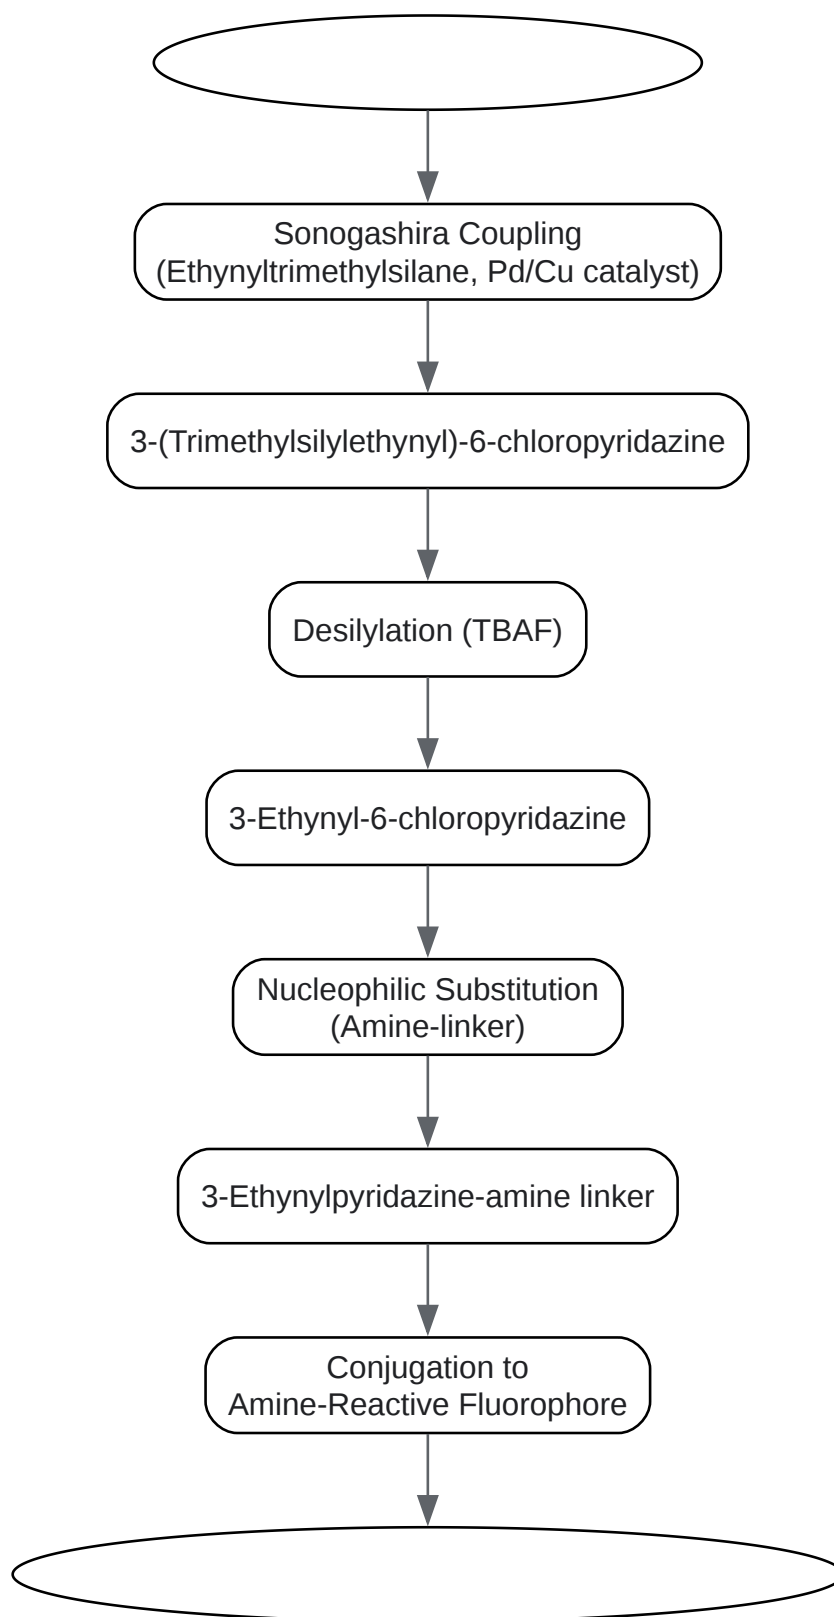 Sonogashira Coupling
(Ethynyltrimethylsilane, Pd/Cu catalyst)
3-(Trimethylsilylethynyl)-6-chloropyridazine
Desilylation (TBAF)
3-Ethynyl-6-chloropyridazine
Nucleophilic Substitution
(Amine-linker)
3-Ethynylpyridazine-amine linker
Conjugation to
Amine-Reactive Fluorophore